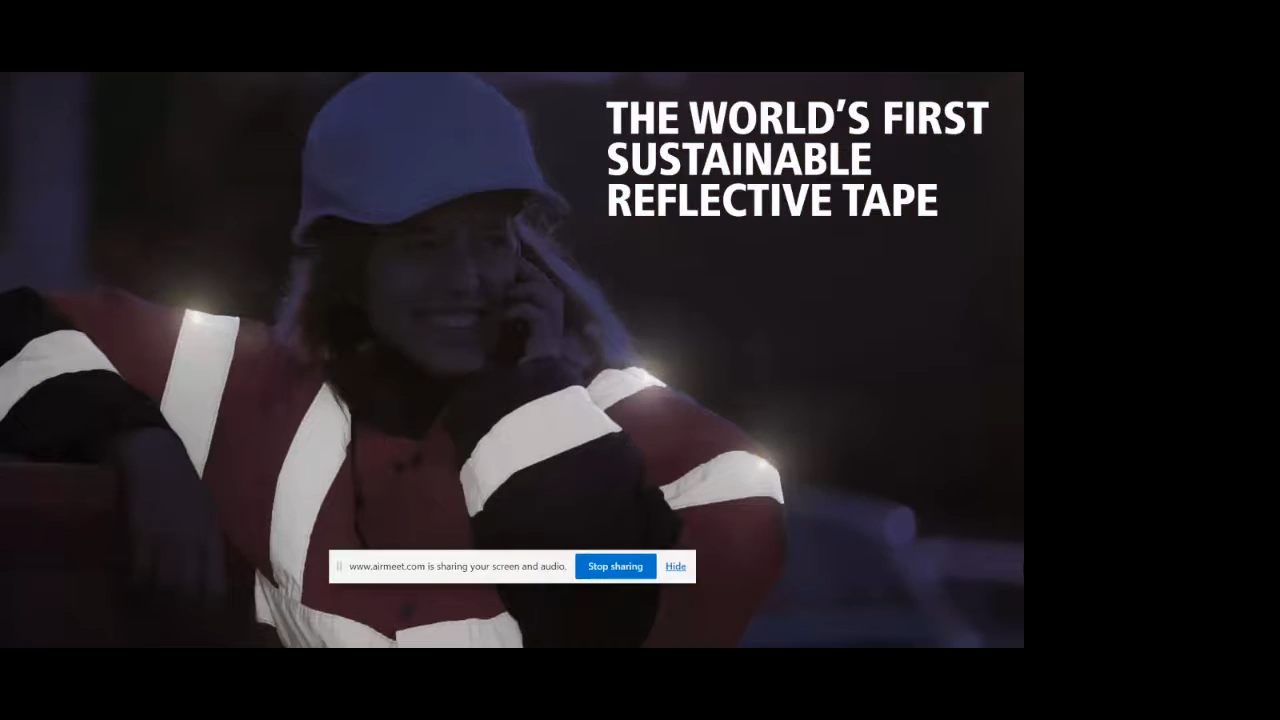 THE WORLD'S FIRST
SUSTAINABLE
REFLECTIVE TAPE
www.airmeet.com is sharing your screen and audio. Stop sharing Hide